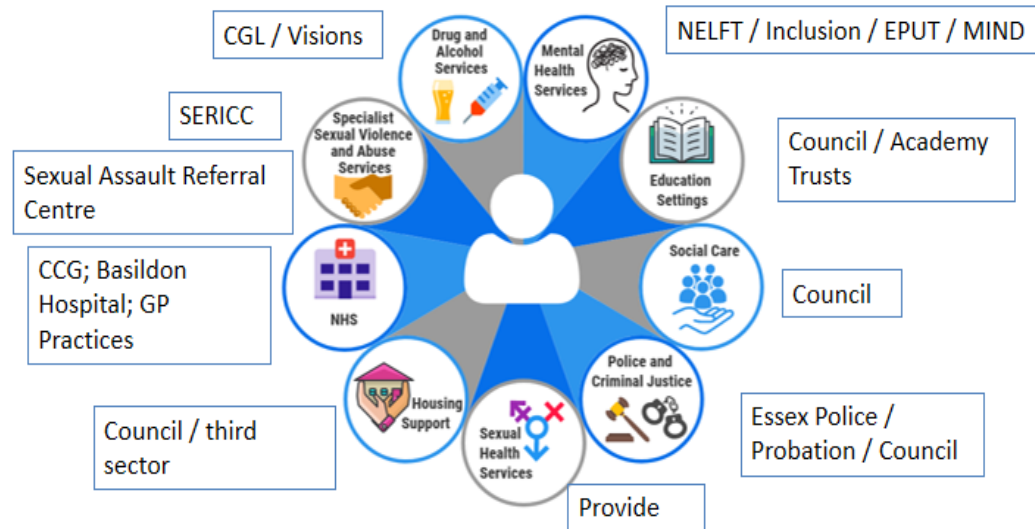 CGL / Visions
Drug and
Alcohol
Services
Mental
Health
Services
NELFT / Inclusion / EPUT / MIND
SERICC
Specialist
Sexual Violence
and Abuse
Services
Education
Settings
Council / Academy
Trusts
Sexual Assault Referral
Centre
CCG; Basildon
Hospital; GP
Practices
NHS
Social Care
Council
Housing
Support
Council / third
sector
Sexual
Health
Services
Provide
Police and
Criminal Justice
Essex Police /
Probation / Council